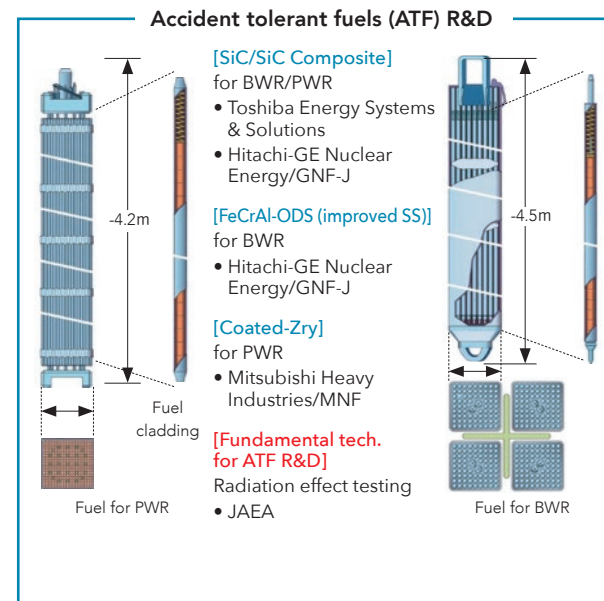 Accident tolerant fuels (ATF) R&D
-4.2m
Fuel
cladding
Fuel for PWR
[SiC/SiC Composite]
for BWR/PWR
• Toshiba Energy Systems
& Solutions
• Hitachi-GE Nuclear
Energy/GNF-J
[FeCrAl-ODS (improved SS)]
for BWR
• Hitachi-GE Nuclear
Energy/GNF-J
[Coated-Zry]
for PWR
• Mitsubishi Heavy
Industries/MNF
[Fundamental tech.
for ATF R&D]
Radiation effect testing
• JAEA
-4.5m
Fuel for BWR